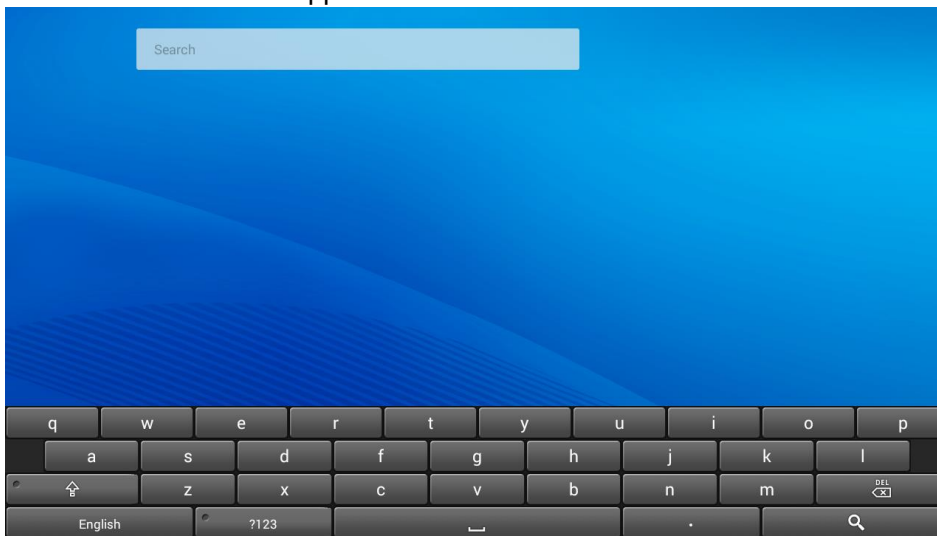 Search
q w e r t y u i o p
a s d f g h j k l
z x c v b n m DEL
English ?123 .